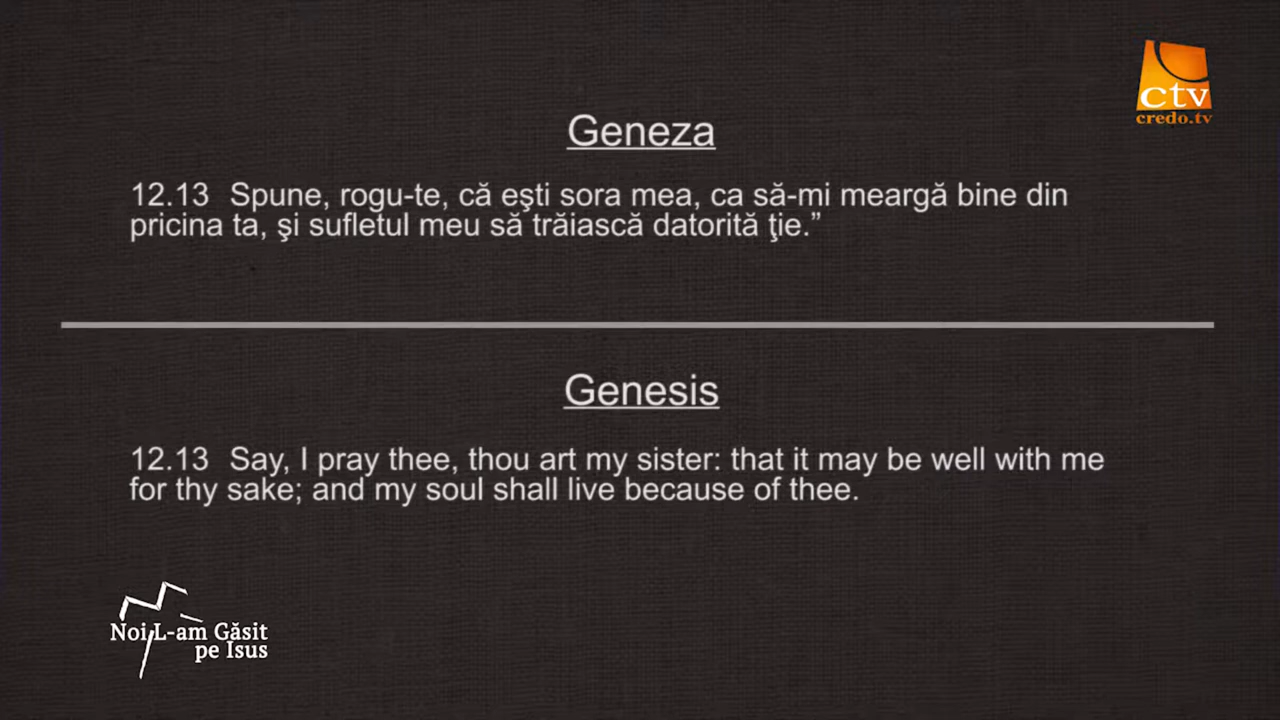 ctv
credo.tv
Geneza
12.13 Spune, rogu-te, că eşti sora mea, ca să-mi meargă bine din
pricina ta, şi sufletul meu să trăiască datorită ţie.”
Genesis
12.13 Say, I pray thee, thou art my sister: that it may be well with me
for thy sake; and my soul shall live because of thee.
Noi L-am Găsit
pe Isus